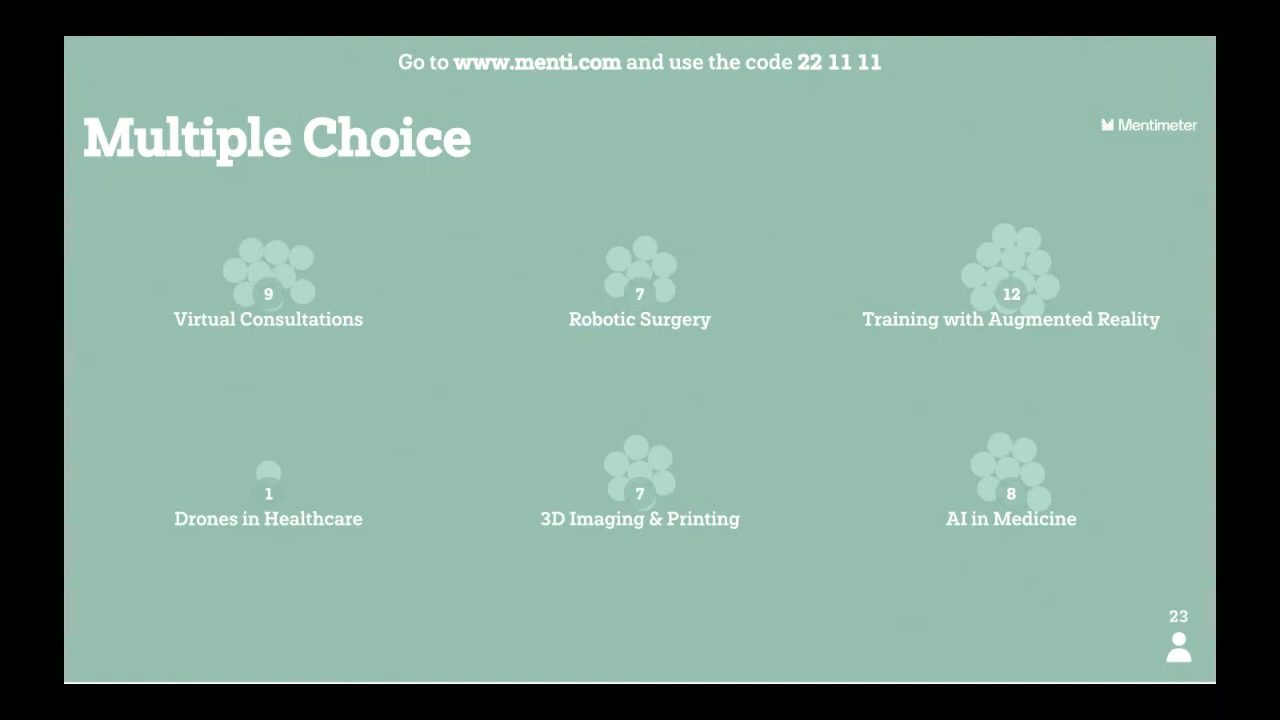 Go to www.menti.com and use the code 22 11 11
Multiple Choice
Mentimeter
9
Virtual Consultations
7
Robotic Surgery
12
Training with Augmented Reality
1
Drones in Healthcare
7
3D Imaging & Printing
8
AI in Medicine
23